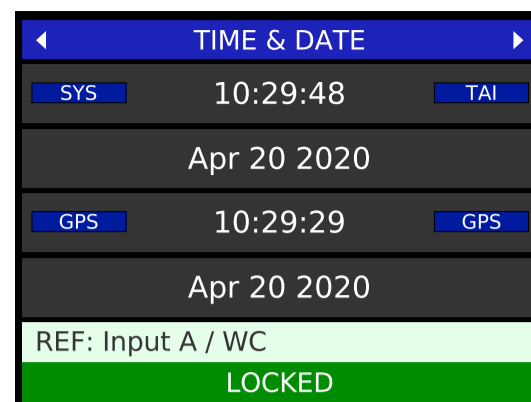 TIME & DATE
SYS 10:29:48 TAI
Apr 20 2020
GPS 10:29:29 GPS
Apr 20 2020
REF: Input A / WC
LOCKED